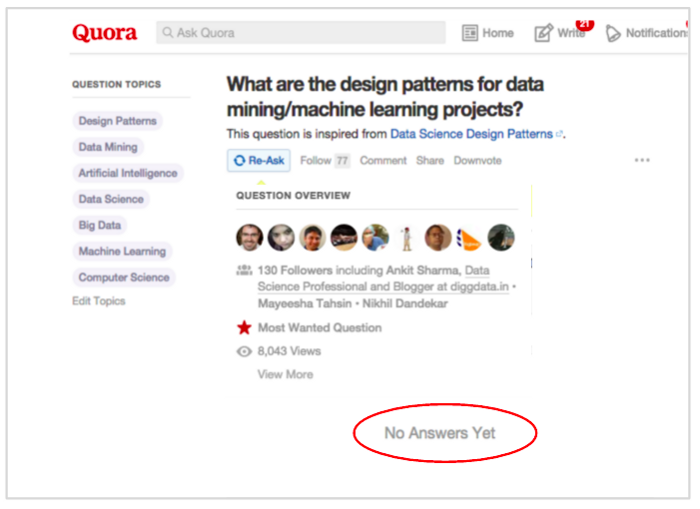 Quora
Ask Quora
Home
Write
21
Notification
QUESTION TOPICS
Design Patterns
Data Mining
Artificial Intelligence
Data Science
Big Data
Machine Learning
Computer Science
Edit Topics
What are the design patterns for data
mining/machine learning projects?
This question is inspired from Data Science Design Patterns.
Re-Ask Follow 77 Comment Share Downvote
QUESTION OVERVIEW
130 Followers including Ankit Sharma, Data
Science Professional and Blogger at diggdata.in •
Mayeesha Tahsin • Nikhil Dandekar
Most Wanted Question
8,043 Views
View More
No Answers Yet